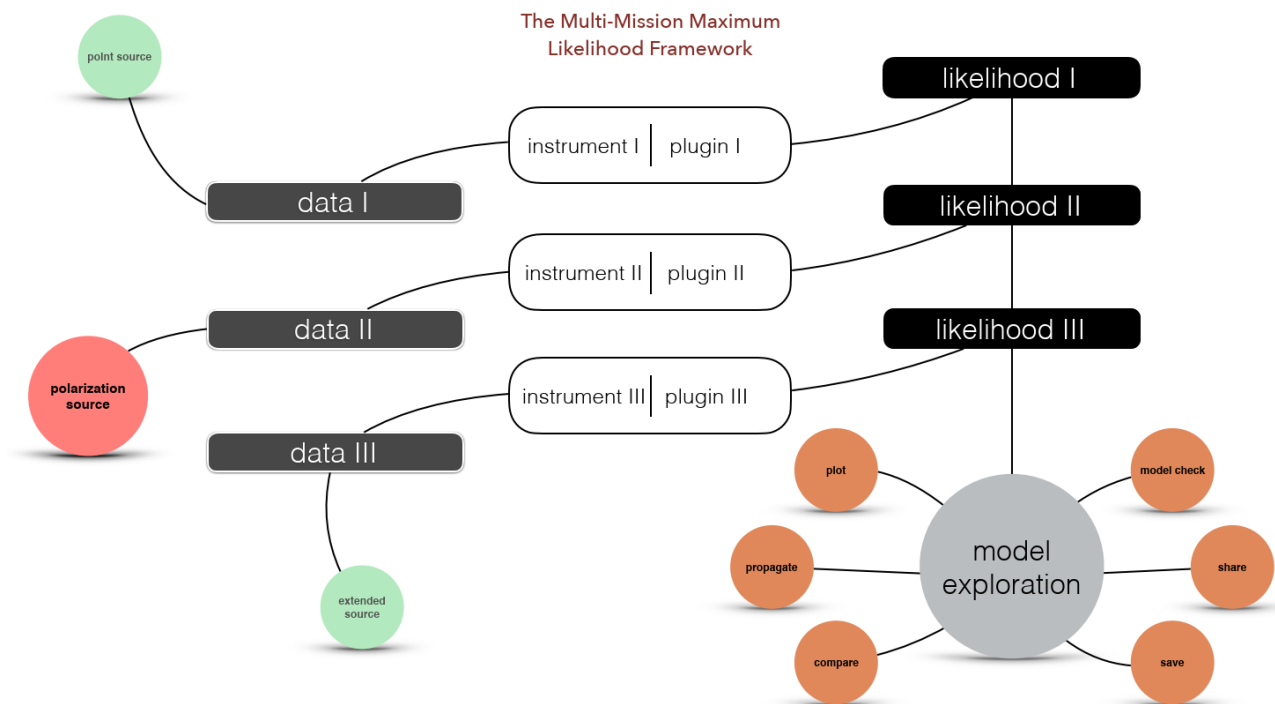 The Multi-Mission Maximum
Likelihood Framework
point source
likelihood I
instrument I | plugin I
data I
likelihood II
instrument II | plugin II
data II
likelihood III
polarization
source
instrument III | plugin III
data III
plot
model check
model
exploration
propagate
share
extended
source
compare
save